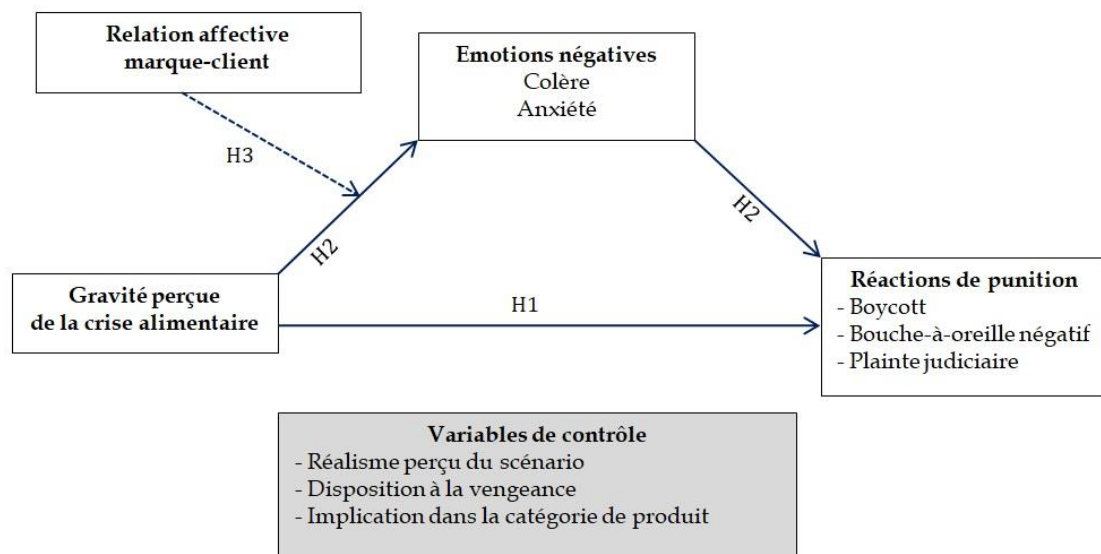 Relation affective
marque-client
Emotions négatives
Colère
Anxiété
H3
H2
H2
Gravité perçue
de la crise alimentaire
H1
Réactions de punition
- Boycott
- Bouche-à-oreille négatif
- Plainte judiciaire
Variables de contrôle
- Réalisme perçu du scénario
- Disposition à la vengeance
- Implication dans la catégorie de produit